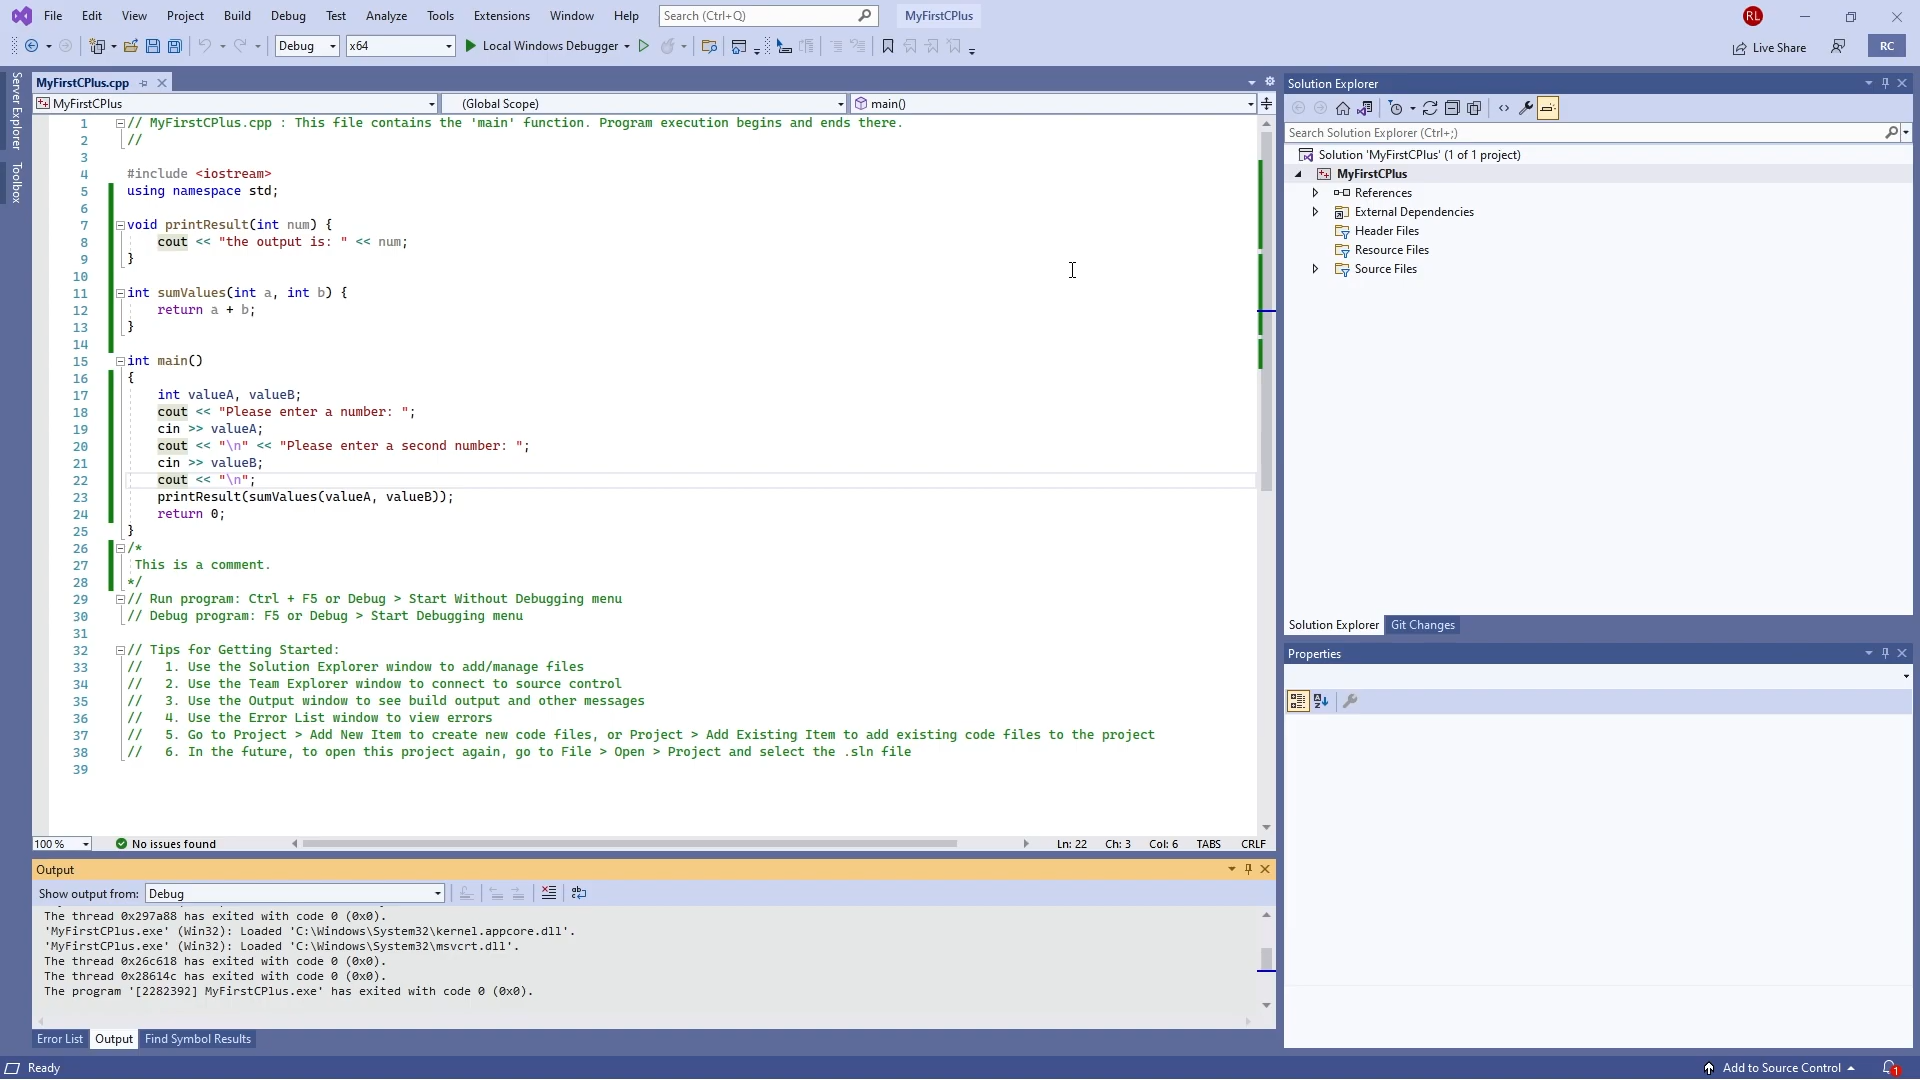 File Edit View Project Build Debug Test Analyze Tools Extensions Window Help Search (Ctrl+Q) MyFirstCPlus RL
Debug x64 Local Windows Debugger Live Share RC
Server Explorer
Toolbox
MyFirstCPlus.cpp
MyFirstCPlus (Global Scope) main()
1 // MyFirstCPlus.cpp : This file contains the 'main' function. Program execution begins and ends there.
2 //
3
4 #include <iostream>
5 using namespace std;
6
7 void printResult(int num) {
8 cout << "the output is: " << num;
9 }
10
11 int sumValues(int a, int b) {
12 return a + b;
13 }
14
15 int main()
16 {
17 int valueA, valueB;
18 cout << "Please enter a number: ";
19 cin >> valueA;
20 cout << "\n" << "Please enter a second number: ";
21 cin >> valueB;
22 cout << "\n";
23 printResult(sumValues(valueA, valueB));
24 return 0;
25 }
26 /*
27 This is a comment.
28 */
29 // Run program: Ctrl + F5 or Debug > Start Without Debugging menu
30 // Debug program: F5 or Debug > Start Debugging menu
31
32 // Tips for Getting Started:
33 // 1. Use the Solution Explorer window to add/manage files
34 // 2. Use the Team Explorer window to connect to source control
35 // 3. Use the Output window to see build output and other messages
36 // 4. Use the Error List window to view errors
37 // 5. Go to Project > Add New Item to create new code files, or Project > Add Existing Item to add existing code files to the project
38 // 6. In the future, to open this project again, go to File > Open > Project and select the .sln file
39
100 % No issues found Ln: 22 Ch: 3 Col: 6 TABS CRLF
Output
Show output from: Debug
The thread 0x297a88 has exited with code 0 (0x0).
'MyFirstCPlus.exe' (Win32): Loaded 'C:\Windows\System32\kernel.appcore.dll'.
'MyFirstCPlus.exe' (Win32): Loaded 'C:\Windows\System32\msvcrt.dll'.
The thread 0x26c618 has exited with code 0 (0x0).
The thread 0x28614c has exited with code 0 (0x0).
The program '[2282392] MyFirstCPlus.exe' has exited with code 0 (0x0).
Error List Output Find Symbol Results
Solution Explorer
Search Solution Explorer (Ctrl+;)
Solution 'MyFirstCPlus' (1 of 1 project)
MyFirstCPlus
References
External Dependencies
Header Files
Resource Files
Source Files
Solution Explorer Git Changes
Properties
Ready Add to Source Control 1